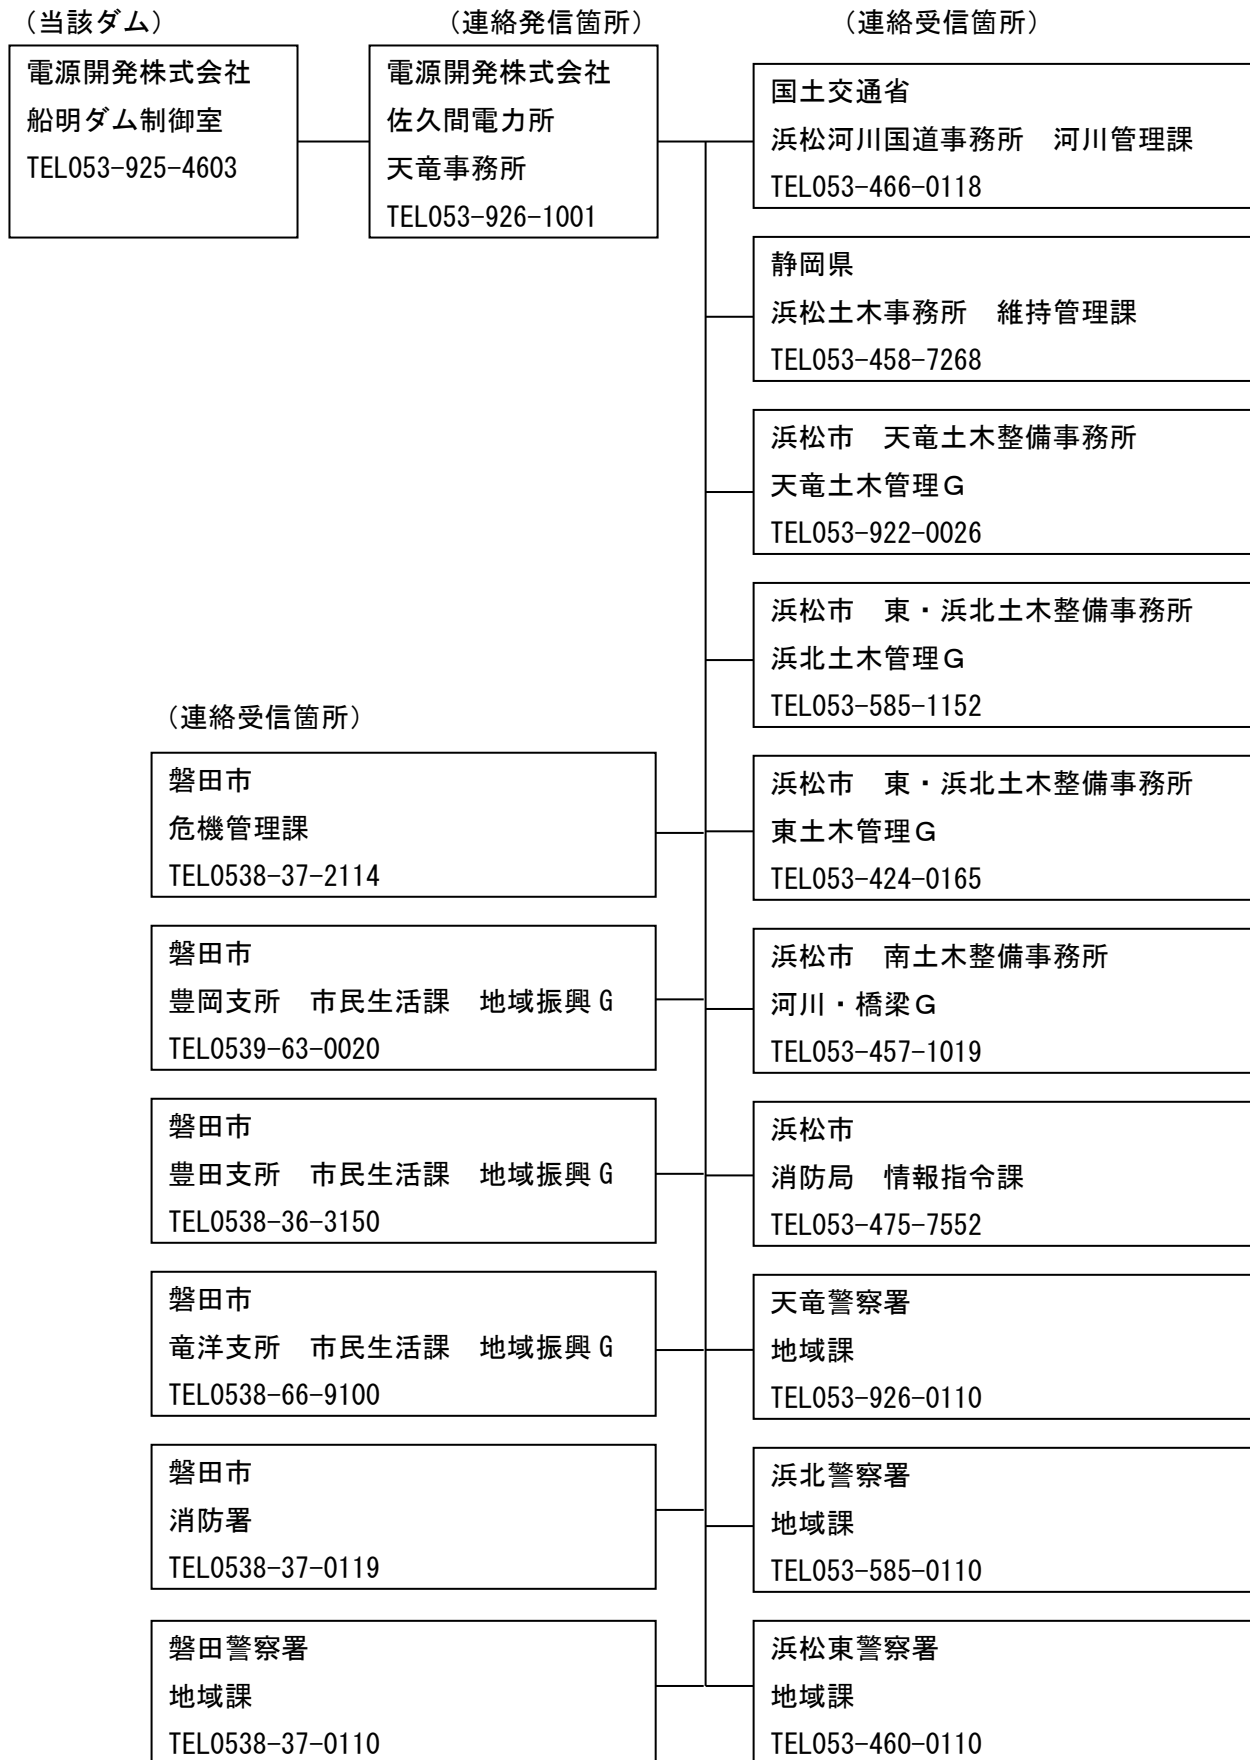 （当該ダム）
電源開発株式会社
船明ダム制御室
TEL053-925-4603
（連絡発信箇所）
電源開発株式会社
佐久間電力所
天竜事務所
TEL053-926-1001
（連絡受信箇所）
国土交通省
浜松河川国道事務所　河川管理課
TEL053-466-0118
静岡県
浜松土木事務所　維持管理課
TEL053-458-7268
浜松市　天竜土木整備事務所
天竜土木管理Ｇ
TEL053-922-0026
浜松市　東・浜北土木整備事務所
浜北土木管理Ｇ
TEL053-585-1152
浜松市　東・浜北土木整備事務所
東土木管理Ｇ
TEL053-424-0165
浜松市　南土木整備事務所
河川・橋梁Ｇ
TEL053-457-1019
浜松市
消防局　情報指令課
TEL053-475-7552
天竜警察署
地域課
TEL053-926-0110
浜北警察署
地域課
TEL053-585-0110
浜松東警察署
地域課
TEL053-460-0110
（連絡受信箇所）
磐田市
危機管理課
TEL0538-37-2114
磐田市
豊岡支所　市民生活課　地域振興G
TEL0539-63-0020
磐田市
豊田支所　市民生活課　地域振興G
TEL0538-36-3150
磐田市
竜洋支所　市民生活課　地域振興G
TEL0538-66-9100
磐田市
消防署
TEL0538-37-0119
磐田警察署
地域課
TEL0538-37-0110